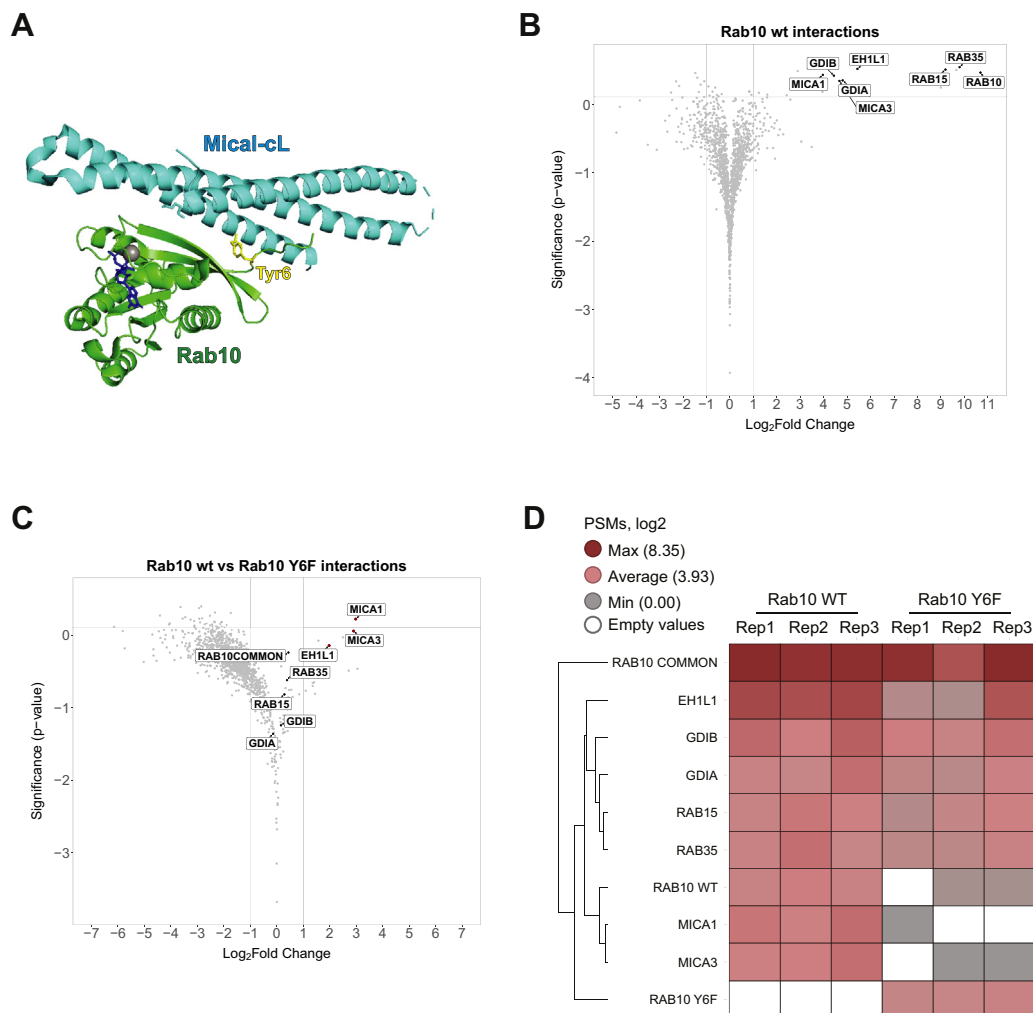 A
Mical-cL
Tyr6
Rab10
B
Rab10 wt interactions
GDIB
EH1L1
RAB35
MICA1
RAB15
RAB10
GDIA
MICA3
0
−1
−2
−3
−4
Significance (p−value)
−5 −4 −3 −2 −1 0 1 2 3 4 5 6 7 8 9 10 11
Log2Fold Change
C
Rab10 wt vs Rab10 Y6F interactions
MICA1
MICA3
RAB10COMMON
EH1L1
RAB35
RAB15
GDIB
GDIA
0
−1
−2
−3
Significance (p−value)
−7 −6 −5 −4 −3 −2 −1 0 1 2 3 4 5 6 7
Log2Fold Change
D
PSMs, log2
Max (8.35)
Average (3.93)
Min (0.00)
Empty values
Rab10 WT Rab10 Y6F
Rep1 Rep2 Rep3 Rep1 Rep2 Rep3
RAB10 COMMON
EH1L1
GDIB
GDIA
RAB15
RAB35
RAB10 WT
MICA1
MICA3
RAB10 Y6F